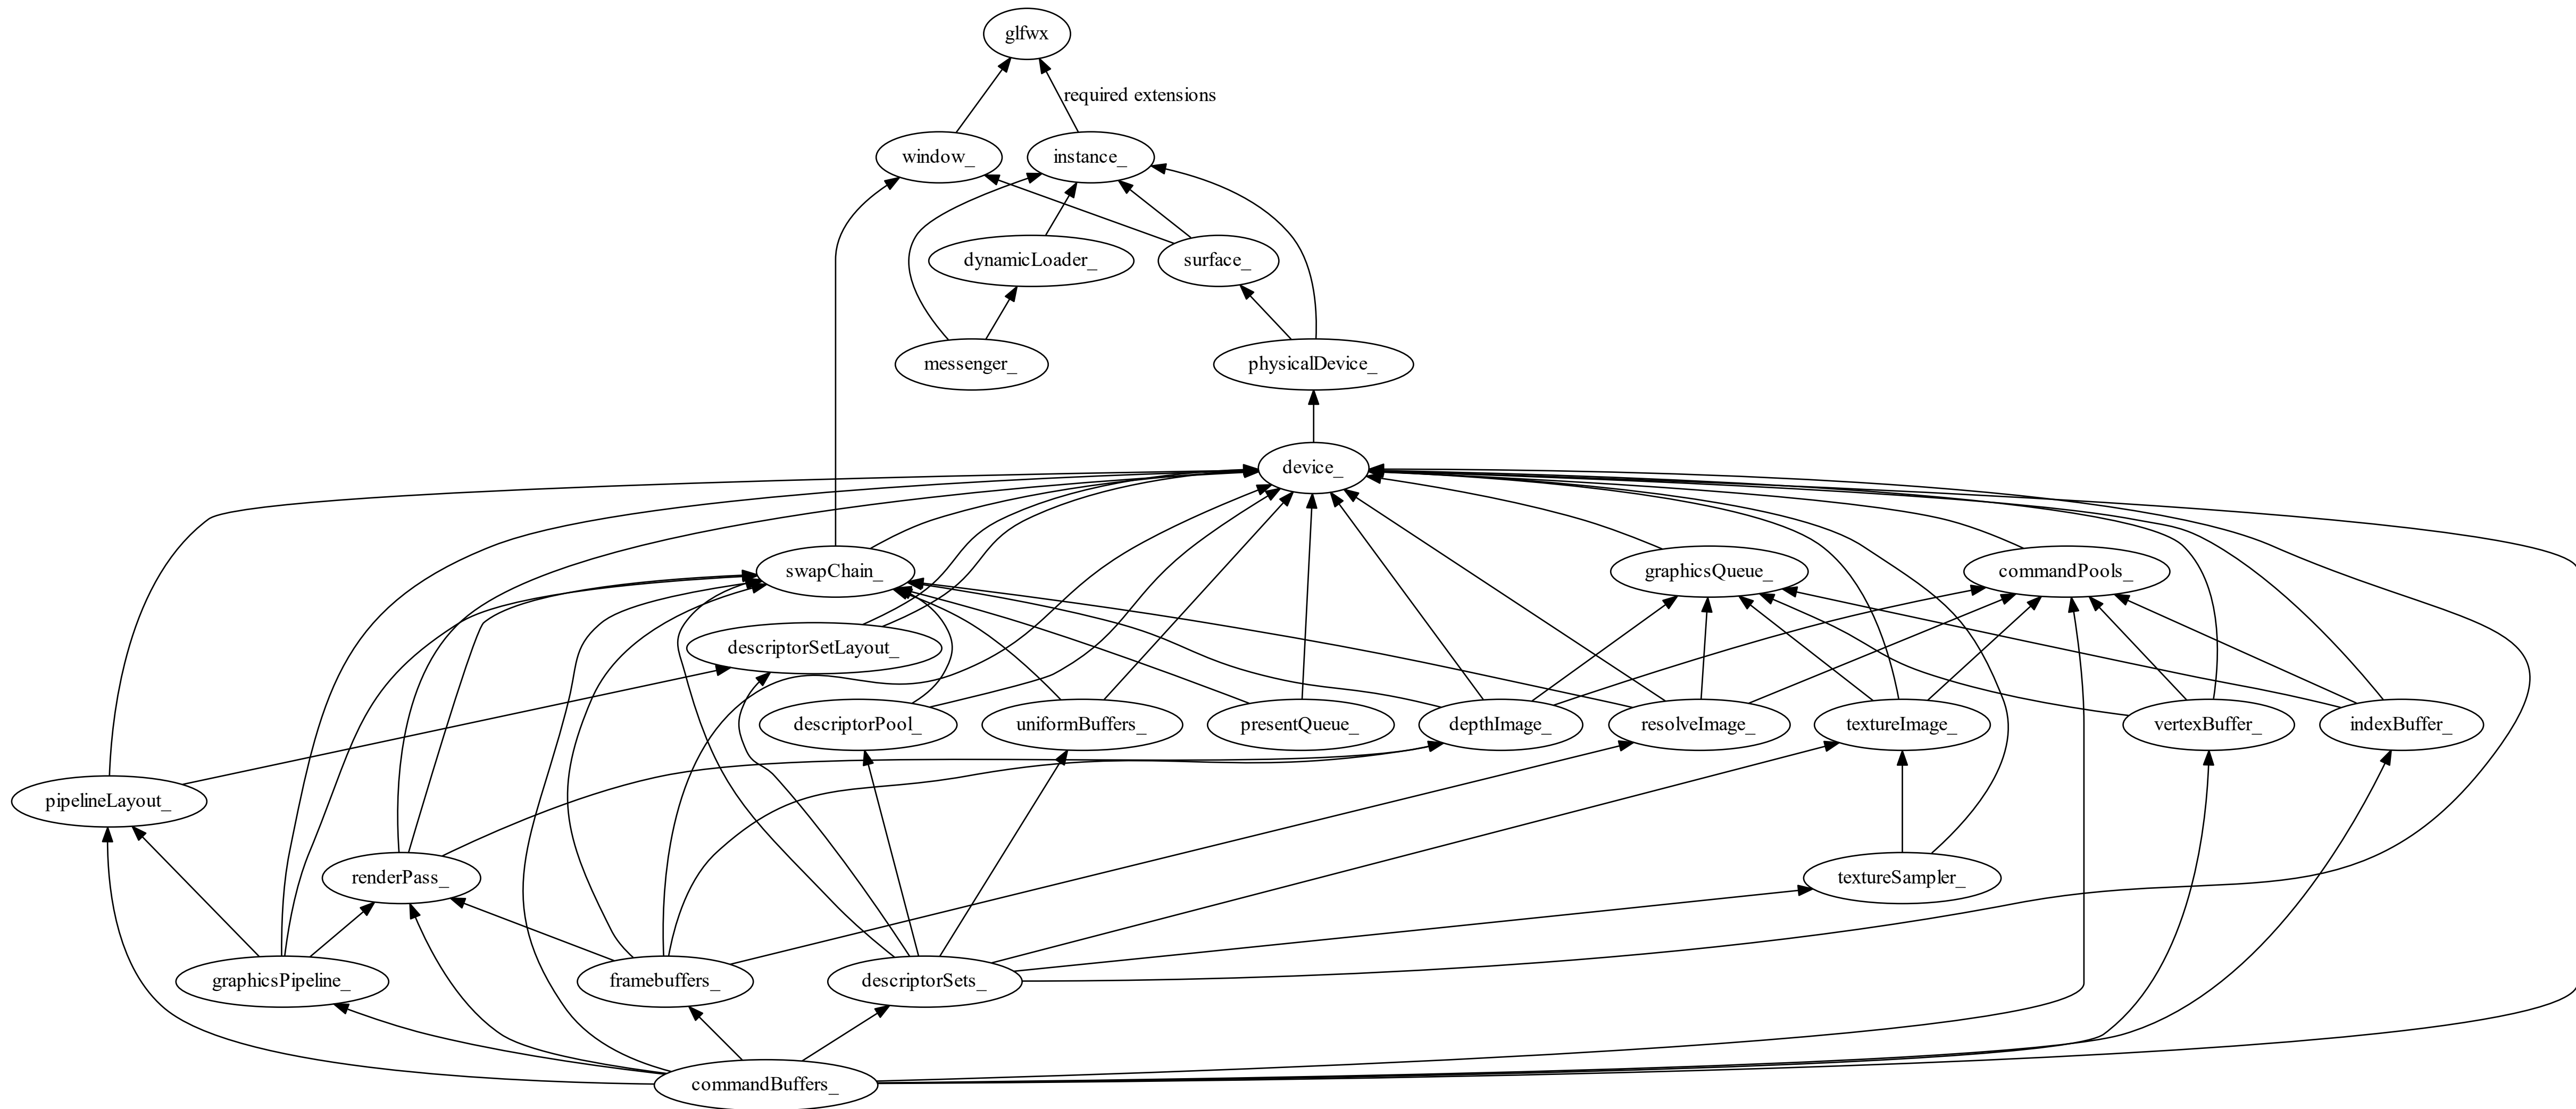 glfwx
required extensions
window_
instance_
dynamicLoader_
surface_
messenger_
physicalDevice_
device_
swapChain_
graphicsQueue_
commandPools_
descriptorSetLayout_
descriptorPool_
uniformBuffers_
presentQueue_
depthImage_
resolveImage_
textureImage_
vertexBuffer_
indexBuffer_
pipelineLayout_
renderPass_
textureSampler_
graphicsPipeline_
framebuffers_
descriptorSets_
commandBuffers_